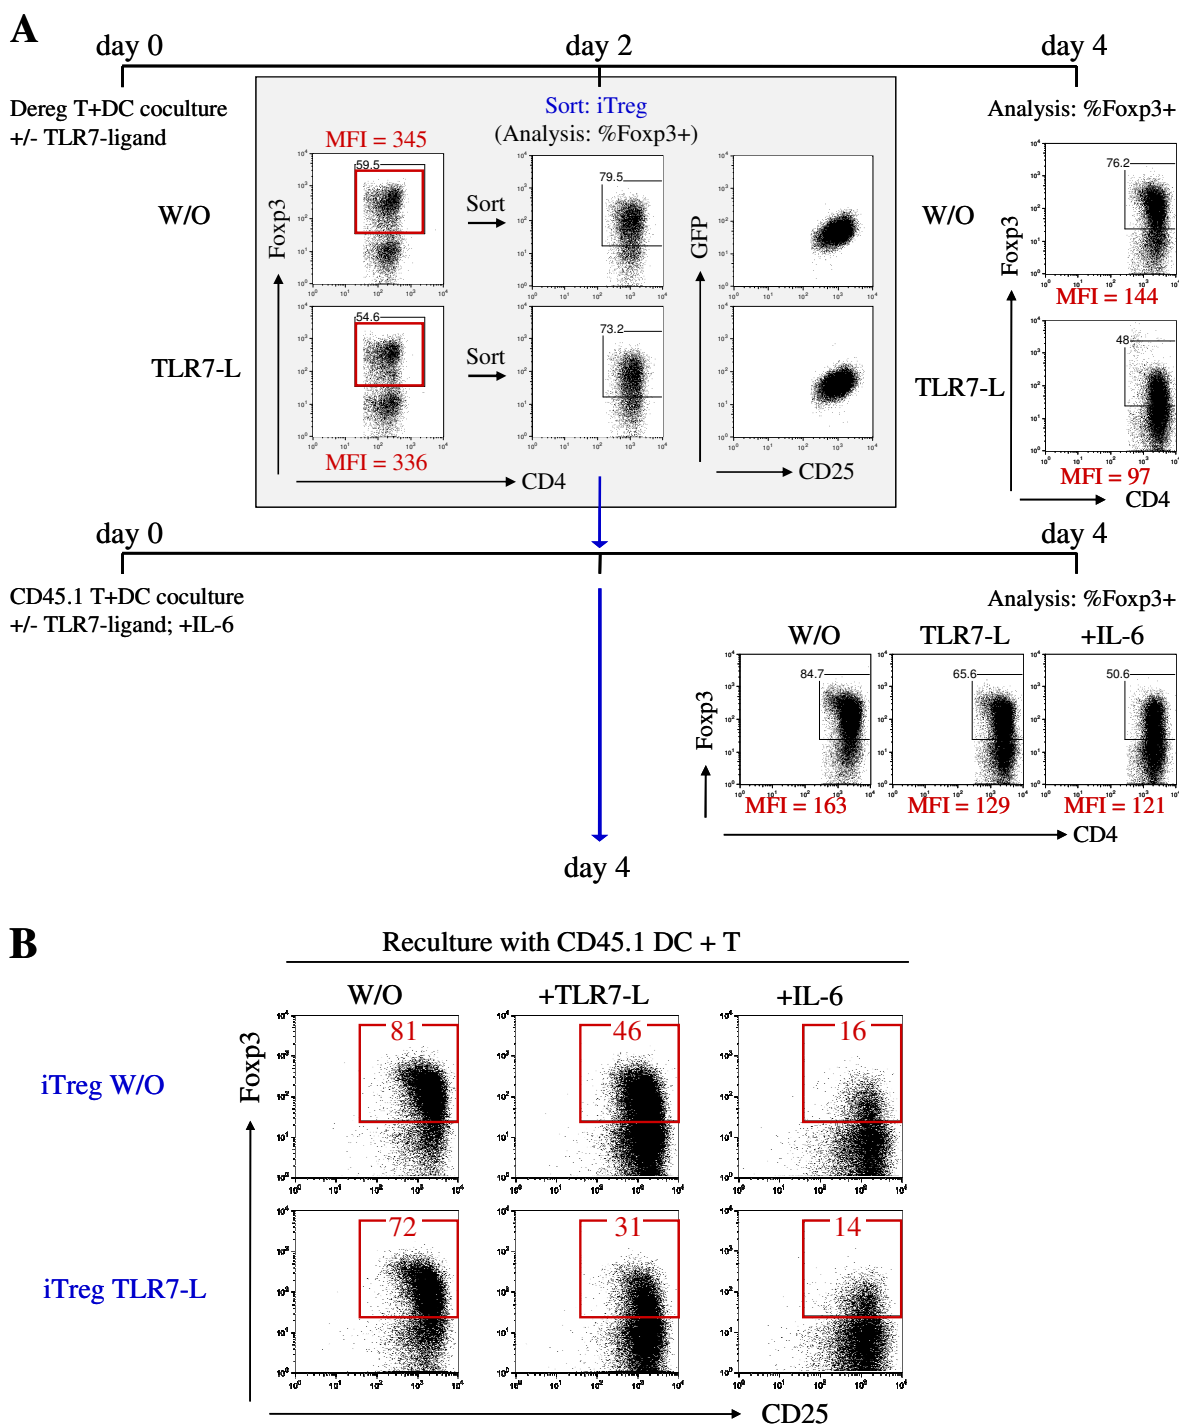 A
day 0
day 2
day 4
Dereg T+DC coculture
+/- TLR7-ligand
Sort: iTreg
(Analysis: %Foxp3+)
Analysis: %Foxp3+
MFI = 345
59.5
79.5
76.2
W/O
Sort
W/O
Foxp3
GFP
Foxp3
MFI = 144
54.6
73.2
48
TLR7-L
Sort
TLR7-L
MFI = 336
MFI = 97
CD4
CD25
CD4
day 0
day 4
CD45.1 T+DC coculture
+/- TLR7-ligand; +IL-6
Analysis: %Foxp3+
W/O
TLR7-L
+IL-6
84.7
65.6
50.6
Foxp3
MFI = 163
MFI = 129
MFI = 121
CD4
day 4
B
Reculture with CD45.1 DC + T
W/O
+TLR7-L
+IL-6
81
46
16
Foxp3
iTreg W/O
72
31
14
iTreg TLR7-L
CD25